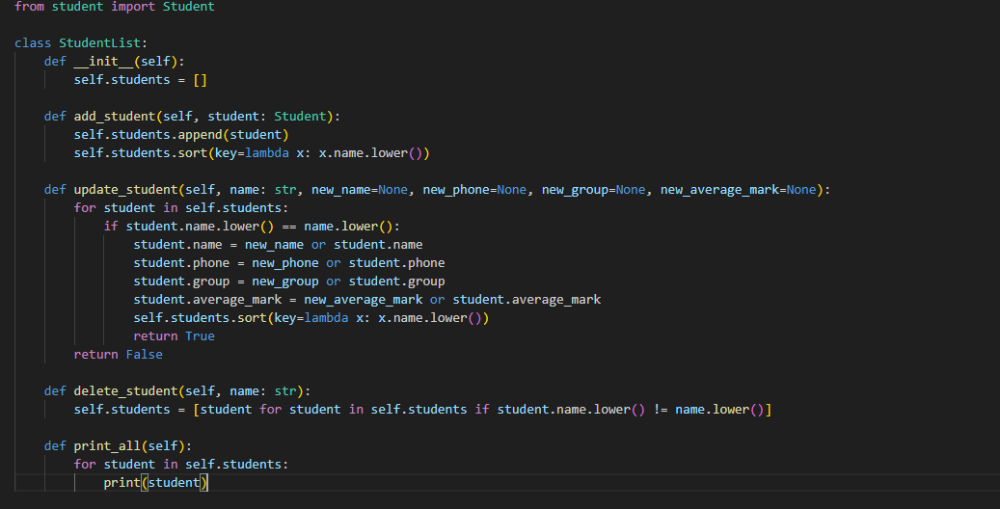 from student import Student
class StudentList:
    def __init__(self):
        self.students = []
    def add_student(self, student: Student):
        self.students.append(student)
        self.students.sort(key=lambda x: x.name.lower())
    def update_student(self, name: str, new_name=None, new_phone=None, new_group=None, new_average_mark=None):
        for student in self.students:
            if student.name.lower() == name.lower():
                student.name = new_name or student.name
                student.phone = new_phone or student.phone
                student.group = new_group or student.group
                student.average_mark = new_average_mark or student.average_mark
                self.students.sort(key=lambda x: x.name.lower())
                return True
        return False
    def delete_student(self, name: str):
        self.students = [student for student in self.students if student.name.lower() != name.lower()]
    def print_all(self):
        for student in self.students:
            print(student)